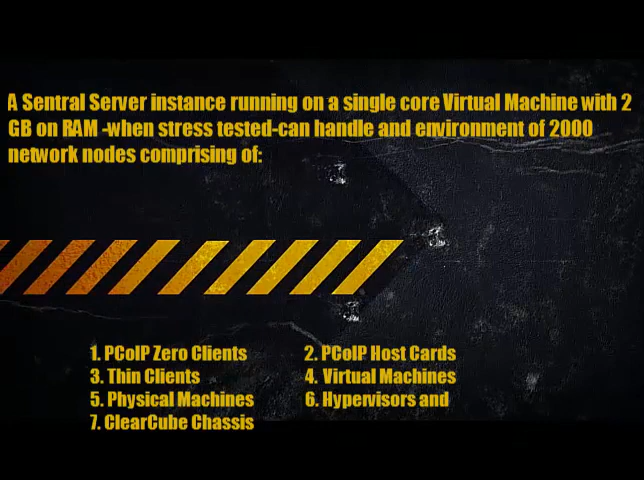 A Sentral Server instance running on a single core Virtual Machine with 2
GB on RAM -when stress tested-can handle and environment of 2000
network nodes comprising of:
1. PCoIP Zero Clients 2. PCoIP Host Cards
3. Thin Clients 4. Virtual Machines
5. Physical Machines 6. Hypervisors and
7. ClearCube Chassis